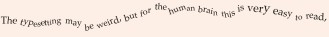 The typesetting may be weird, but for the human brain this is very easy to read,